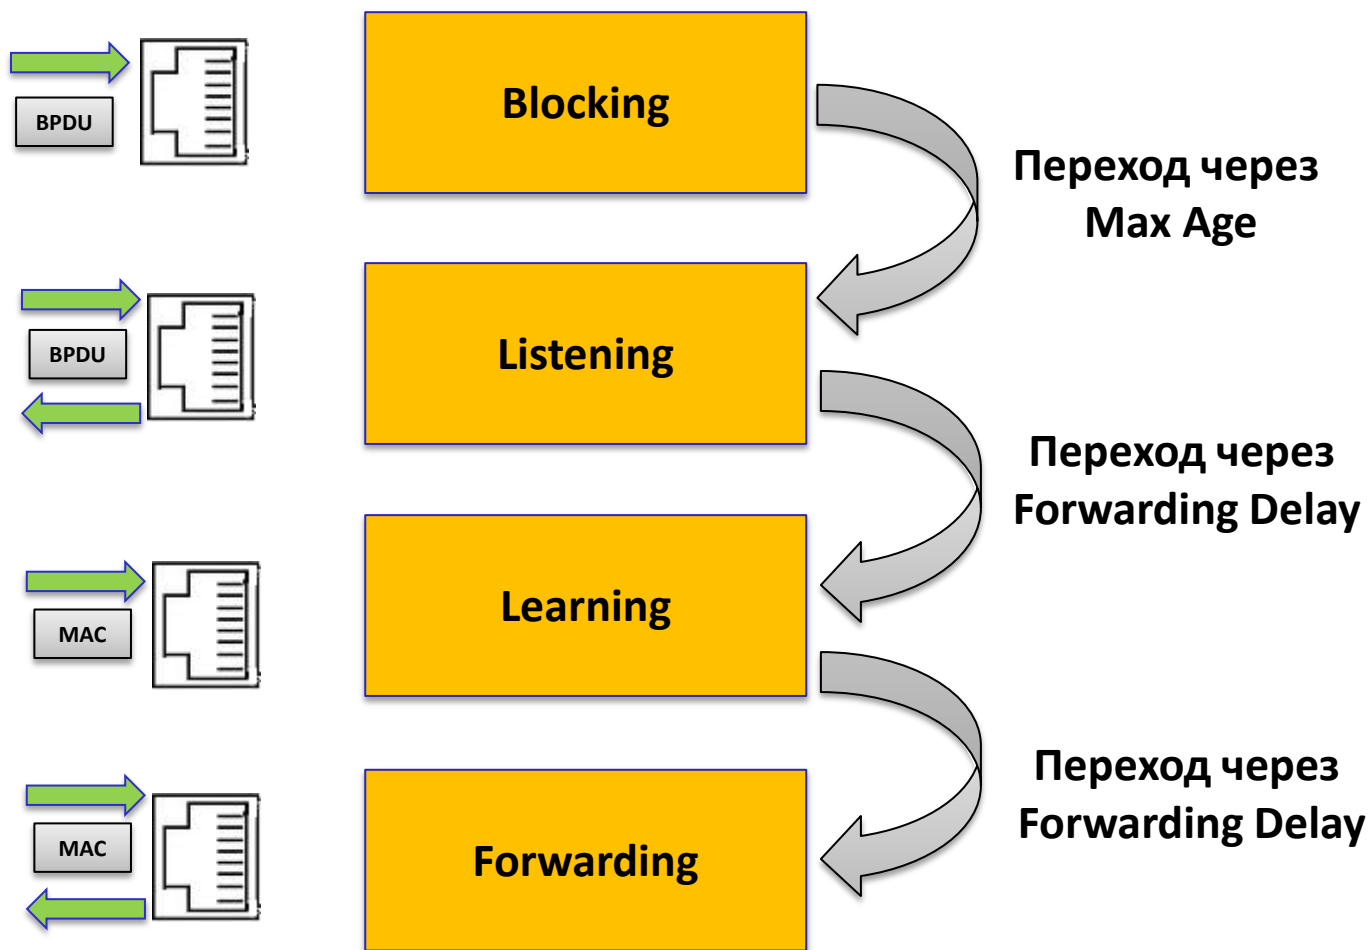 BPDU
Blocking
Переход через
Max Age
BPDU
Listening
Переход через
Forwarding Delay
MAC
Learning
Переход через
Forwarding Delay
MAC
Forwarding